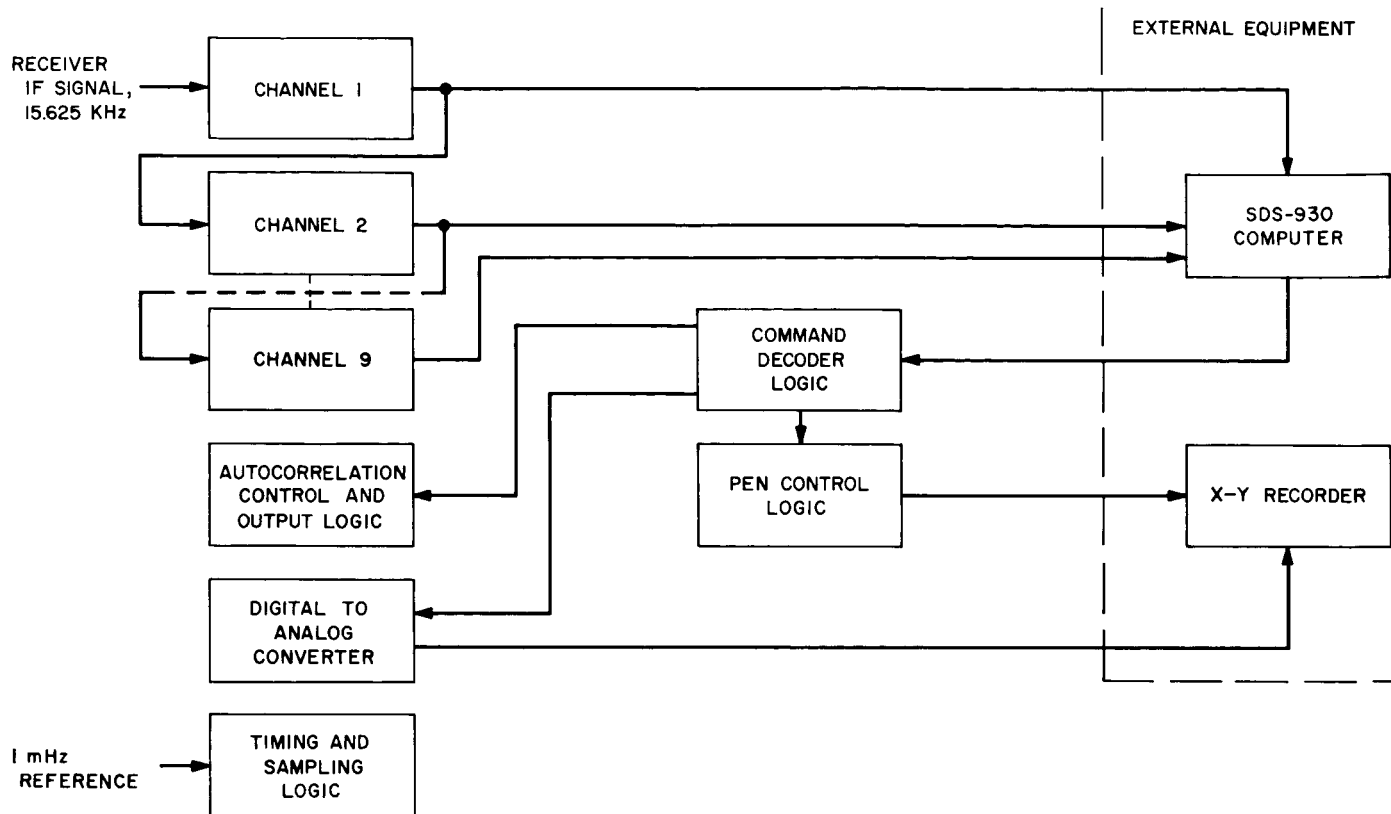 EXTERNAL EQUIPMENT
RECEIVER
IF SIGNAL,
15.625 KHz
CHANNEL 1
CHANNEL 2
SDS-930
COMPUTER
CHANNEL 9
COMMAND
DECODER
LOGIC
AUTOCORRELATION
CONTROL AND
OUTPUT LOGIC
PEN CONTROL
LOGIC
X-Y RECORDER
DIGITAL TO
ANALOG
CONVERTER
1 mHz
REFERENCE
TIMING AND
SAMPLING
LOGIC